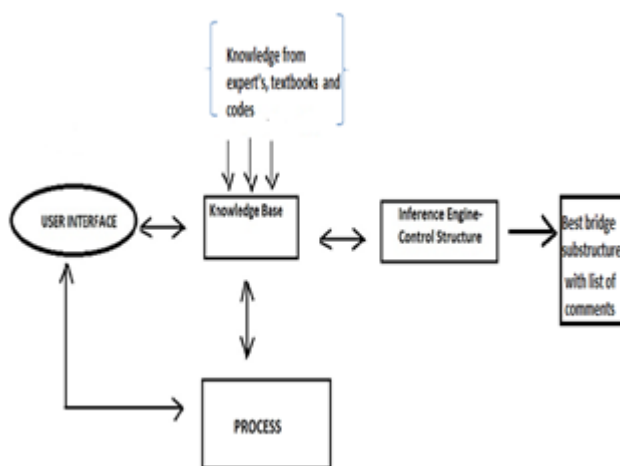 Knowledge from
expert's, textbooks and
codes
USER INTERFACE
Knowledge Base
Inference Engine-
Control Structure
Best bridge
substructure
with list of
comments
PROCESS